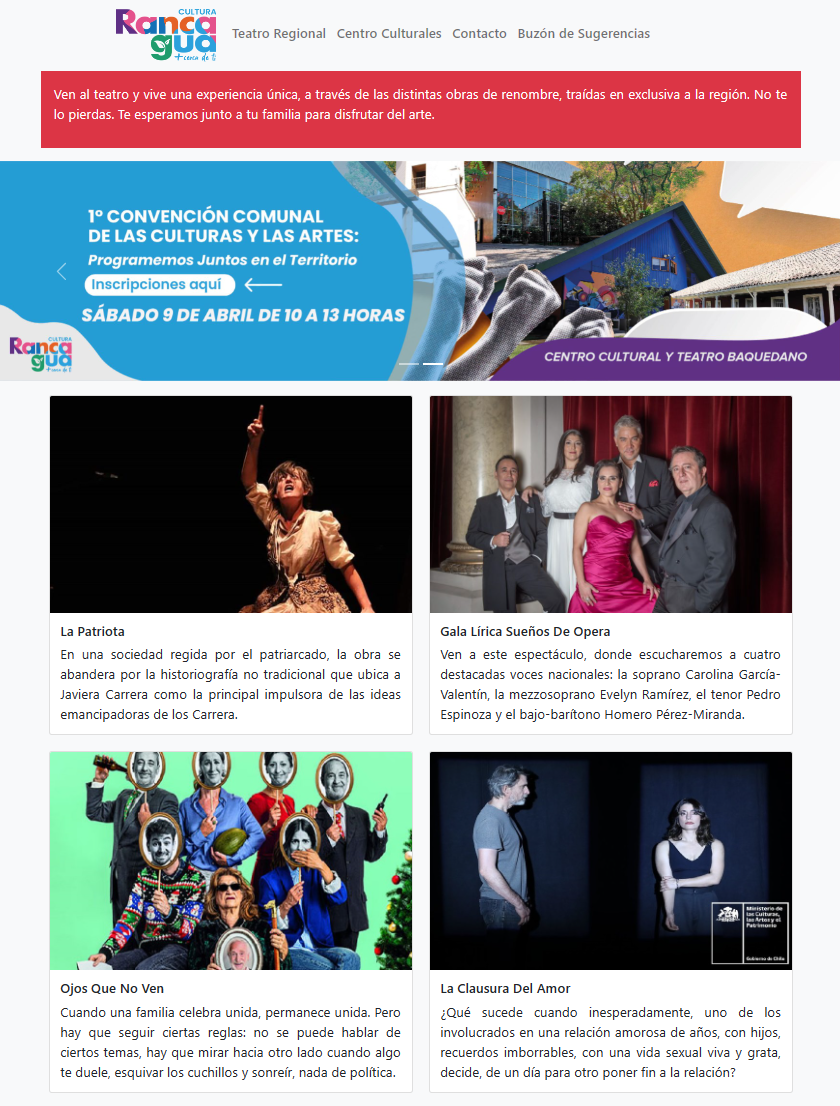 CULTURA
Rancagua
+cerca de ti
Teatro Regional
Centro Culturales
Contacto
Buzón de Sugerencias
Ven al teatro y vive una experiencia única, a través de las distintas obras de renombre, traídas en exclusiva a la región. No te
lo pierdas. Te esperamos junto a tu familia para disfrutar del arte.
1º CONVENCIÓN COMUNAL
DE LAS CULTURAS Y LAS ARTES:
Programemos Juntos en el Territorio
Inscripciones aquí
SÁBADO 9 DE ABRIL DE 10 A 13 HORAS
CULTURA
Rancagua
+cerca de ti
CENTRO CULTURAL Y TEATRO BAQUEDANO
La Patriota
En una sociedad regida por el patriarcado, la obra se
abandera por la historiografía no tradicional que ubica a
Javiera Carrera como la principal impulsora de las ideas
emancipadoras de los Carrera.
Gala Lírica Sueños De Opera
Ven a este espectáculo, donde escucharemos a cuatro
destacadas voces nacionales: la soprano Carolina García-
Valentín, la mezzosoprano Evelyn Ramírez, el tenor Pedro
Espinoza y el bajo-barítono Homero Pérez-Miranda.
Ministerio de
las Culturas,
las Artes y el
Patrimonio
Gobierno de Chile
Ojos Que No Ven
Cuando una familia celebra unida, permanece unida. Pero
hay que seguir ciertas reglas: no se puede hablar de
ciertos temas, hay que mirar hacia otro lado cuando algo
te duele, esquivar los cuchillos y sonreír, nada de política.
La Clausura Del Amor
¿Qué sucede cuando inesperadamente, uno de los
involucrados en una relación amorosa de años, con hijos,
recuerdos imborrables, con una vida sexual viva y grata,
decide, de un día para otro poner fin a la relación?